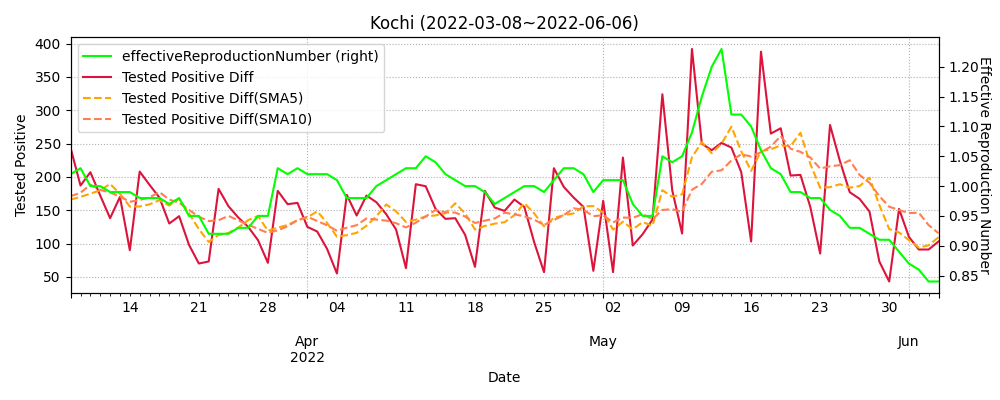 Kochi (2022-03-08~2022-06-06)
effectiveReproductionNumber (right)
Tested Positive Diff
Tested Positive Diff(SMA5)
Tested Positive Diff(SMA10)
Tested Positive
400
350
300
250
200
150
100
50
1.20
1.15
1.10
1.05
1.00
0.95
0.90
0.85
Effective Reproduction Number
14 21 28 04 11 18 25 02 09 16 23 30
Apr May Jun
2022
Date